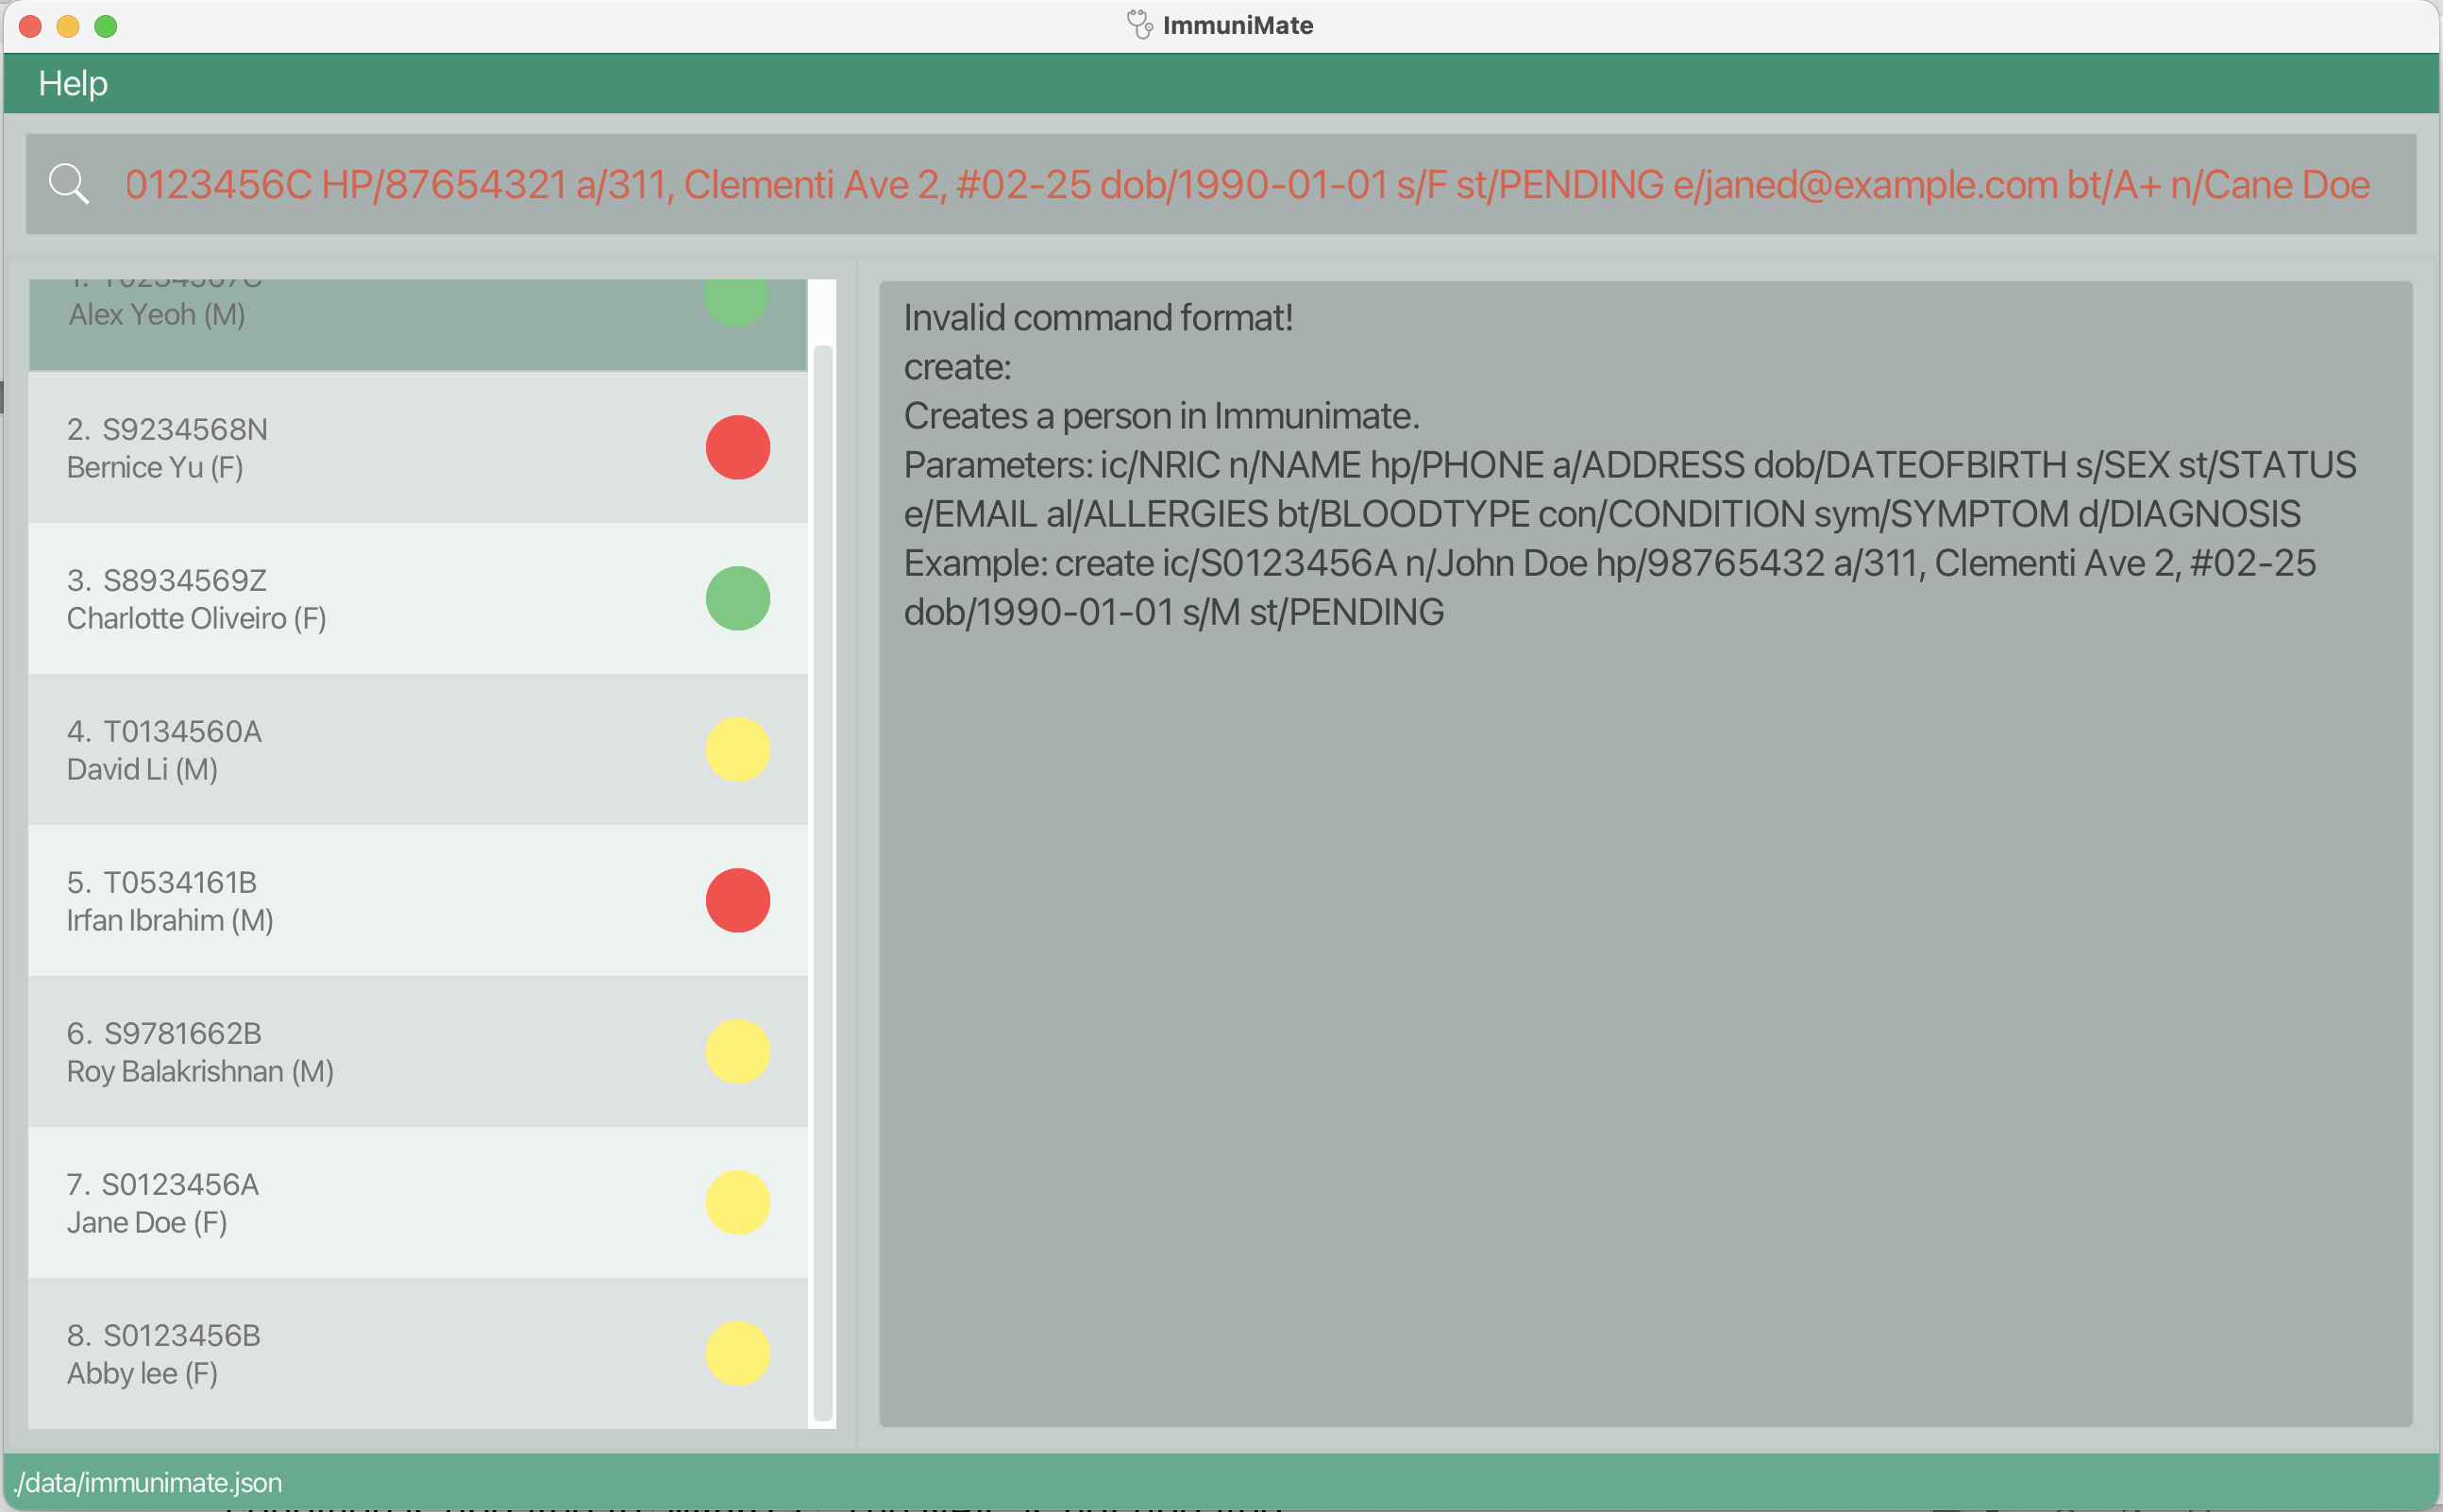 ImmuniMate
Help
0123456C HP/87654321 a/311, Clementi Ave 2, #02-25 dob/1990-01-01 s/F st/PENDING e/janed@example.com bt/A+ n/Cane Doe
Alex Yeoh (M)
2. S9234568N
Bernice Yu (F)
3. S8934569Z
Charlotte Oliveiro (F)
4. T0134560A
David Li (M)
5. T0534161B
Irfan Ibrahim (M)
6. S9781662B
Roy Balakrishnan (M)
7. S0123456A
Jane Doe (F)
8. S0123456B
Abby lee (F)
Invalid command format!
create:
Creates a person in Immunimate.
Parameters: ic/NRIC n/NAME hp/PHONE a/ADDRESS dob/DATEOFBIRTH s/SEX st/STATUS
e/EMAIL al/ALLERGIES bt/BLOODTYPE con/CONDITION sym/SYMPTOM d/DIAGNOSIS
Example: create ic/S0123456A n/John Doe hp/98765432 a/311, Clementi Ave 2, #02-25
dob/1990-01-01 s/M st/PENDING
./data/immunimate.json